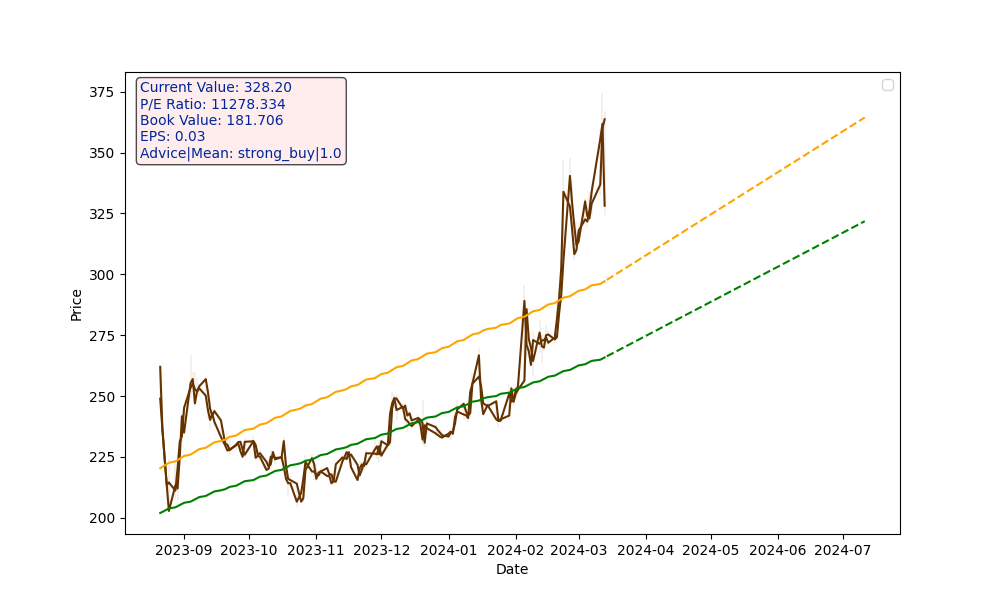 Current Value: 328.20
P/E Ratio: 11278.334
Book Value: 181.706
EPS: 0.03
Advice|Mean: strong_buy|1.0
375
350
325
300
275
250
225
200
Price
2023-09 2023-10 2023-11 2023-12 2024-01 2024-02 2024-03 2024-04 2024-05 2024-06 2024-07
Date